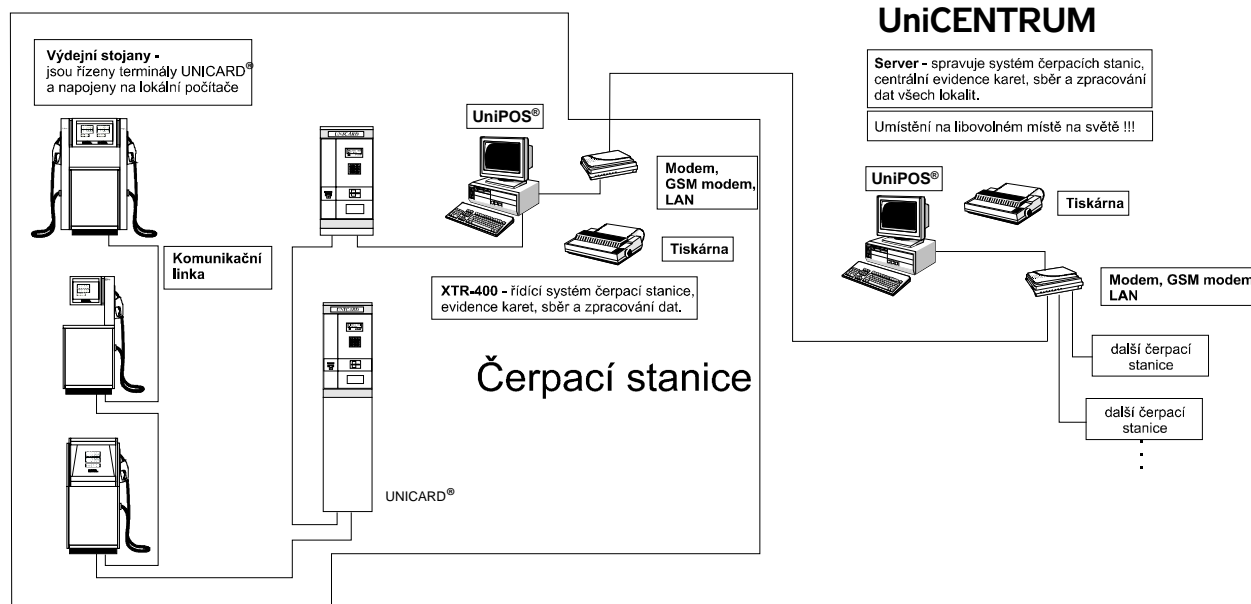 UniCENTRUM
Výdejní stojany -
jsou řízeny terminály UNICARD®
a napojeny na lokální počítače
UNICARD
UniPOS®
Modem,
GSM modem,
LAN
Tiskárna
Komunikační
linka
XTR-400 - řídící systém čerpací stanice,
evidence karet, sběr a zpracování dat.
UNICARD
Čerpací stanice
UNICARD®
Server - spravuje systém čerpacích stanic,
centrální evidence karet, sběr a zpracování
dat všech lokalit.
Umístění na libovolném místě na světě !!!
UniPOS®
Tiskárna
Modem, GSM modem
LAN
další čerpací
stanice
další čerpací
stanice